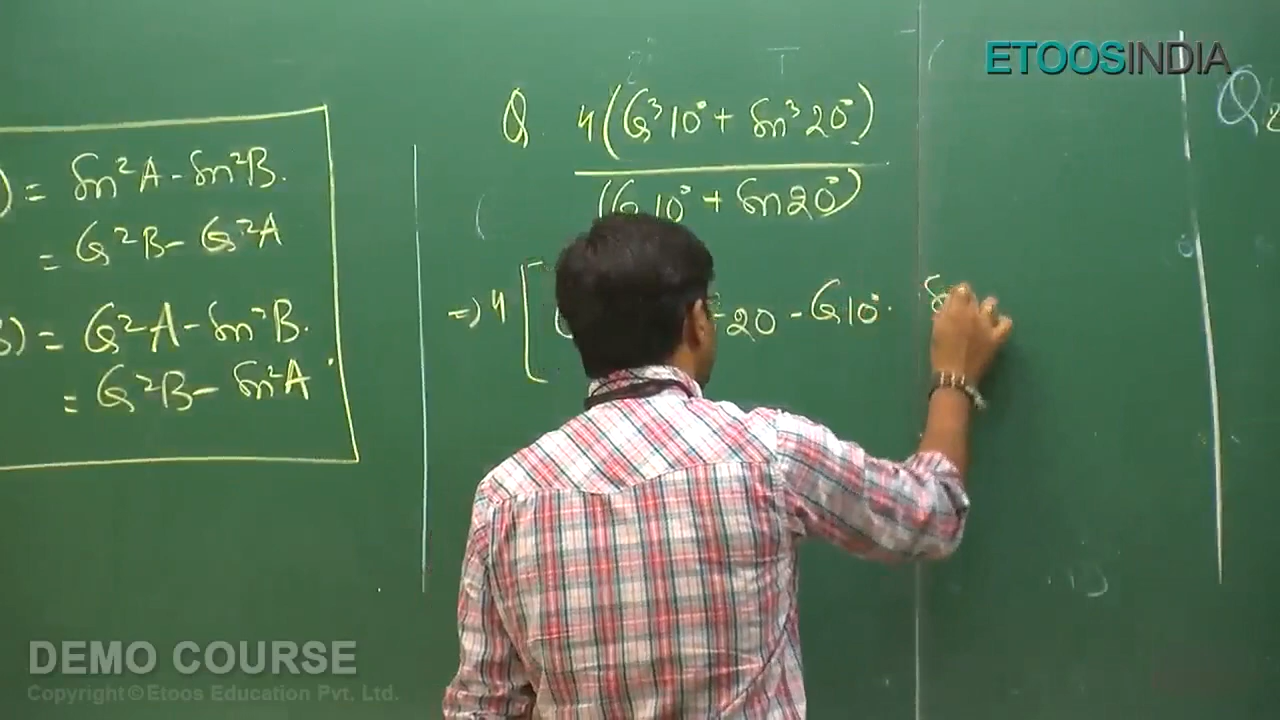 ETOOSINDIA
) = Sin²A - Sin²B.
= Cos²B - Cos²A
B) = Cos²A - Sin²B.
= Cos²B - Sin²A
Q. 4(Cos³10° + Sin³20°)
(Cos10° + Sin20°)
=> 4[ 20 - Cos10°.
Q
DEMO COURSE
Copyright © Etoos Education Pvt. Ltd.